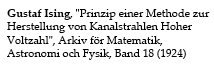 Gustaf Ising, "Prinzip einer Methode zur
Herstellung von Kanalstrahlen Hoher
Voltzahl", Arkiv för Matematik,
Astronomi och Fysik, Band 18 (1924)